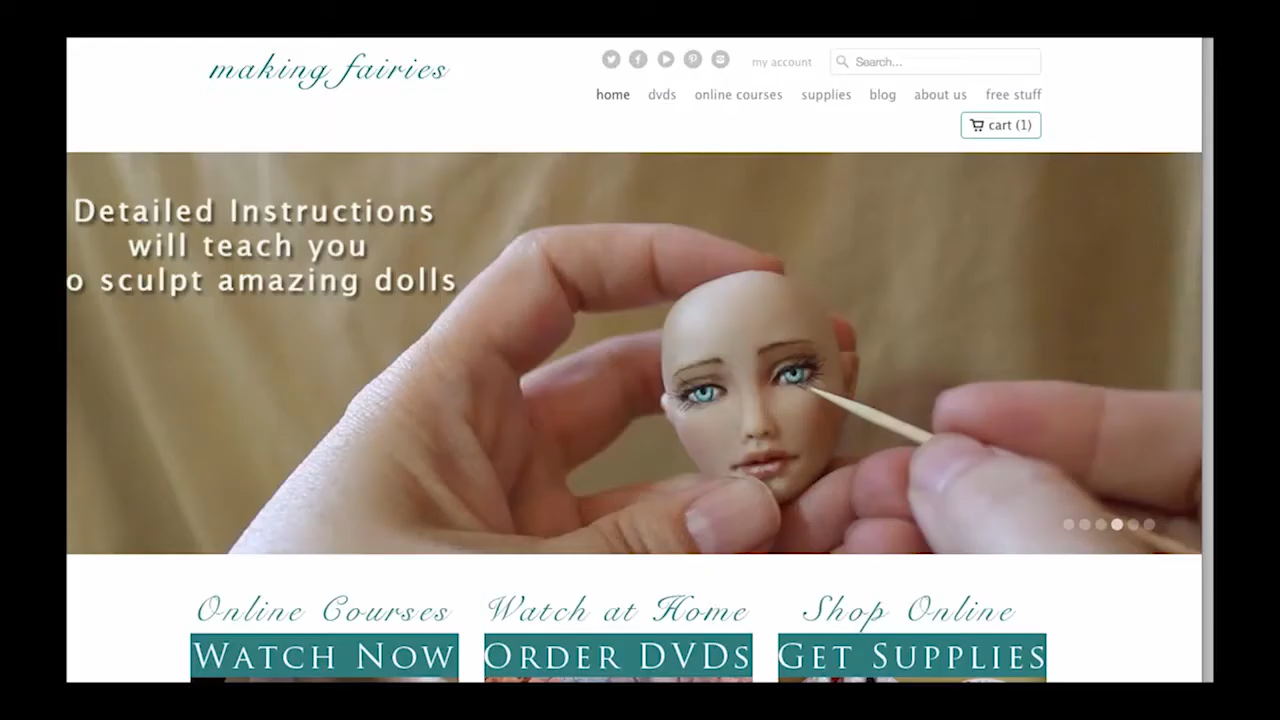 making fairies
my account
Search...
home dvds online courses supplies blog about us free stuff
cart (1)
Detailed Instructions
will teach you
o sculpt amazing dolls
Online Courses
Watch Now
Watch at Home
Order DVDs
Shop Online
Get Supplies